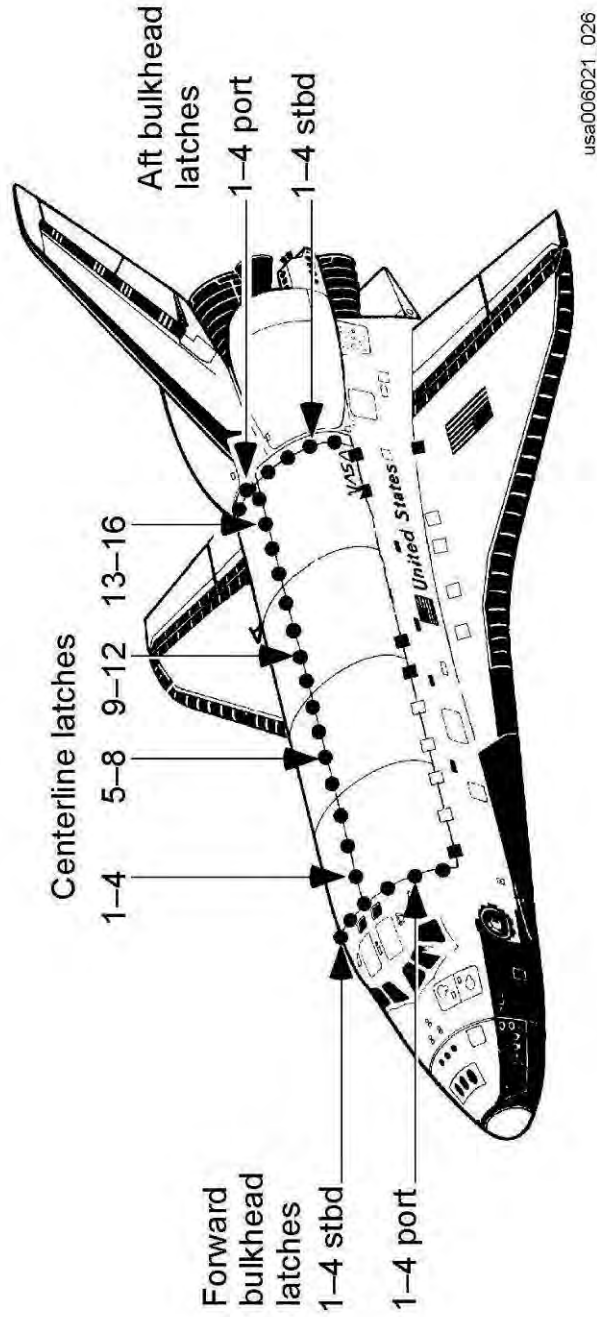 Centerline latches
1–4
5–8
9–12
13–16
Aft bulkhead
latches
1–4 port
1–4 stbd
Forward
bulkhead
latches
1–4 stbd
1–4 port
NASA
United States
usa006021_026